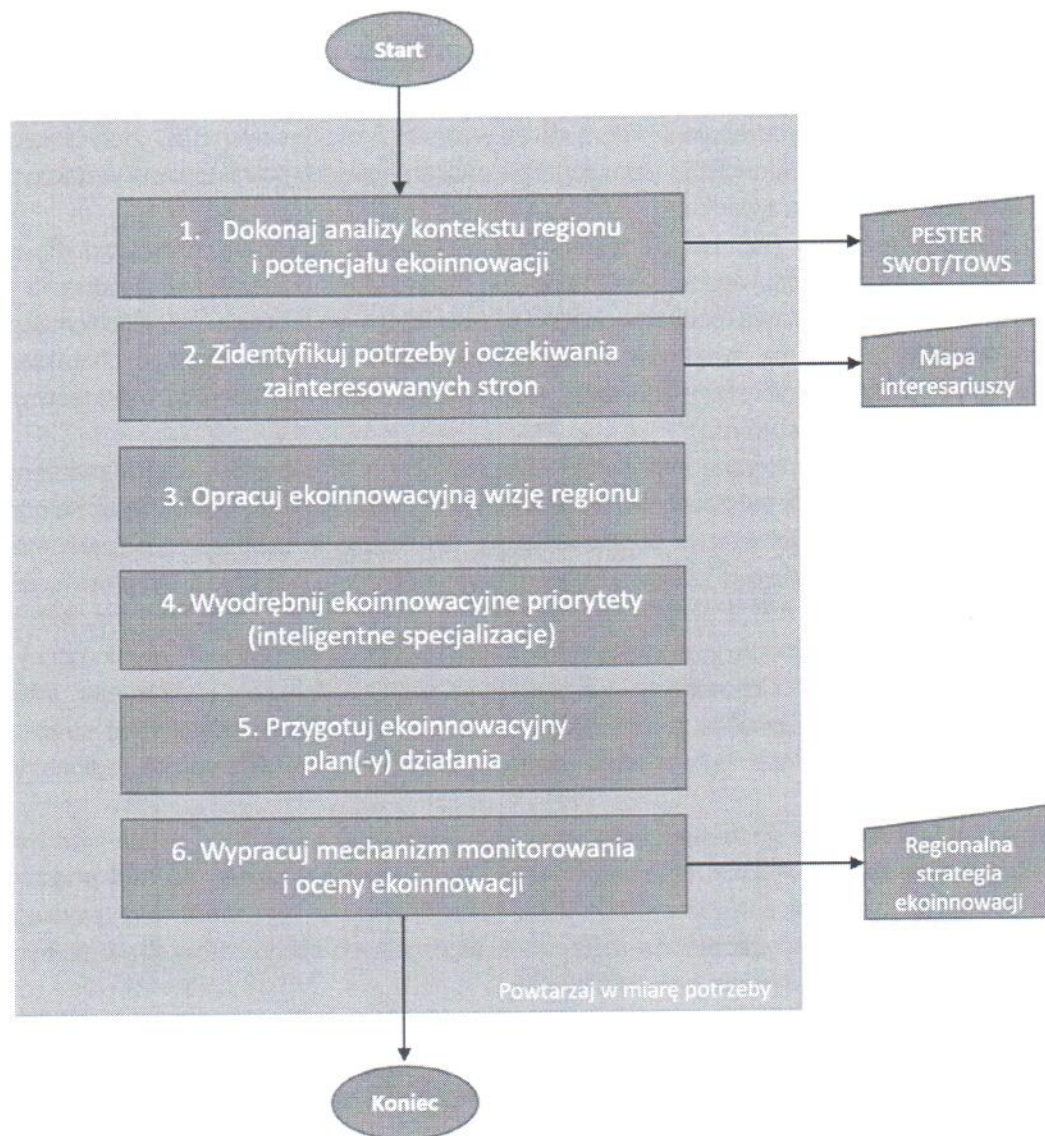 Start
1. Dokonaj analizy kontekstu regionu
i potencjału ekoinnowacji
PESTER
SWOT/TOWS
2. Zidentyfikuj potrzeby i oczekiwania
zainteresowanych stron
Mapa
interesariuszy
3. Opracuj ekoinnowacyjną wizję regionu
4. Wyodrębnij ekoinnowacyjne priorytety
(inteligentne specjalizacje)
5. Przygotuj ekoinnowacyjny
plan(-y) działania
6. Wypracuj mechanizm monitorowania
i oceny ekoinnowacji
Regionalna
strategia
ekoinnowacji
Powtarzaj w miarę potrzeby
Koniec